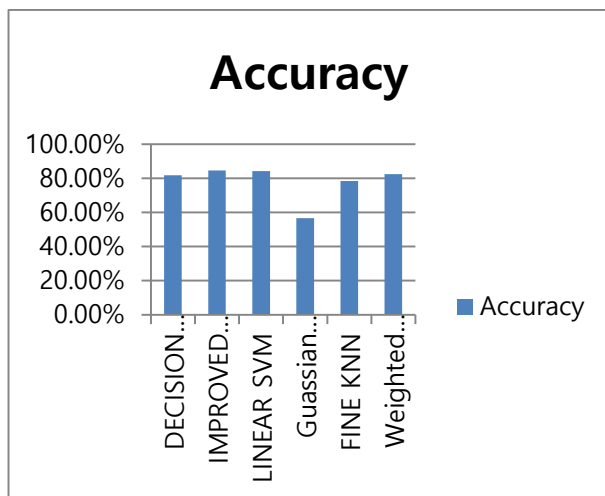 Accuracy
100.00%
80.00%
60.00%
40.00%
20.00%
0.00%
DECISION...
IMPROVED...
LINEAR SVM
Guassian...
FINE KNN
Weighted...
Accuracy